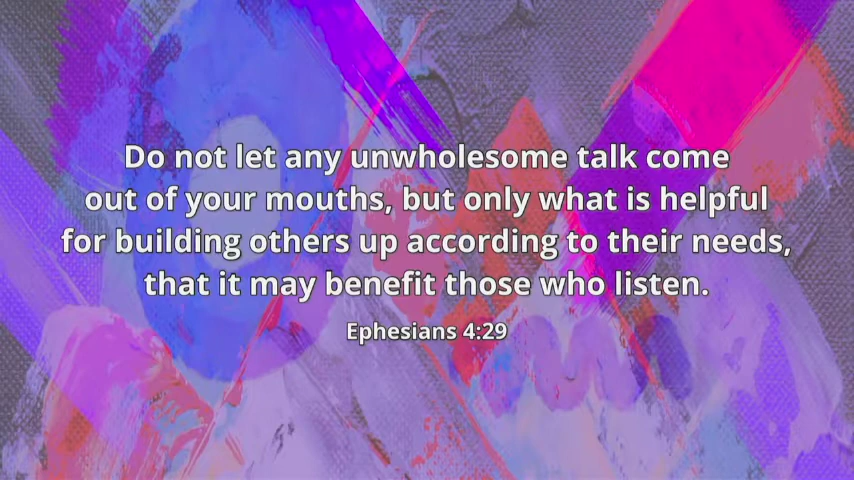 Do not let any unwholesome talk come
out of your mouths, but only what is helpful
for building others up according to their needs,
that it may benefit those who listen.
Ephesians 4:29